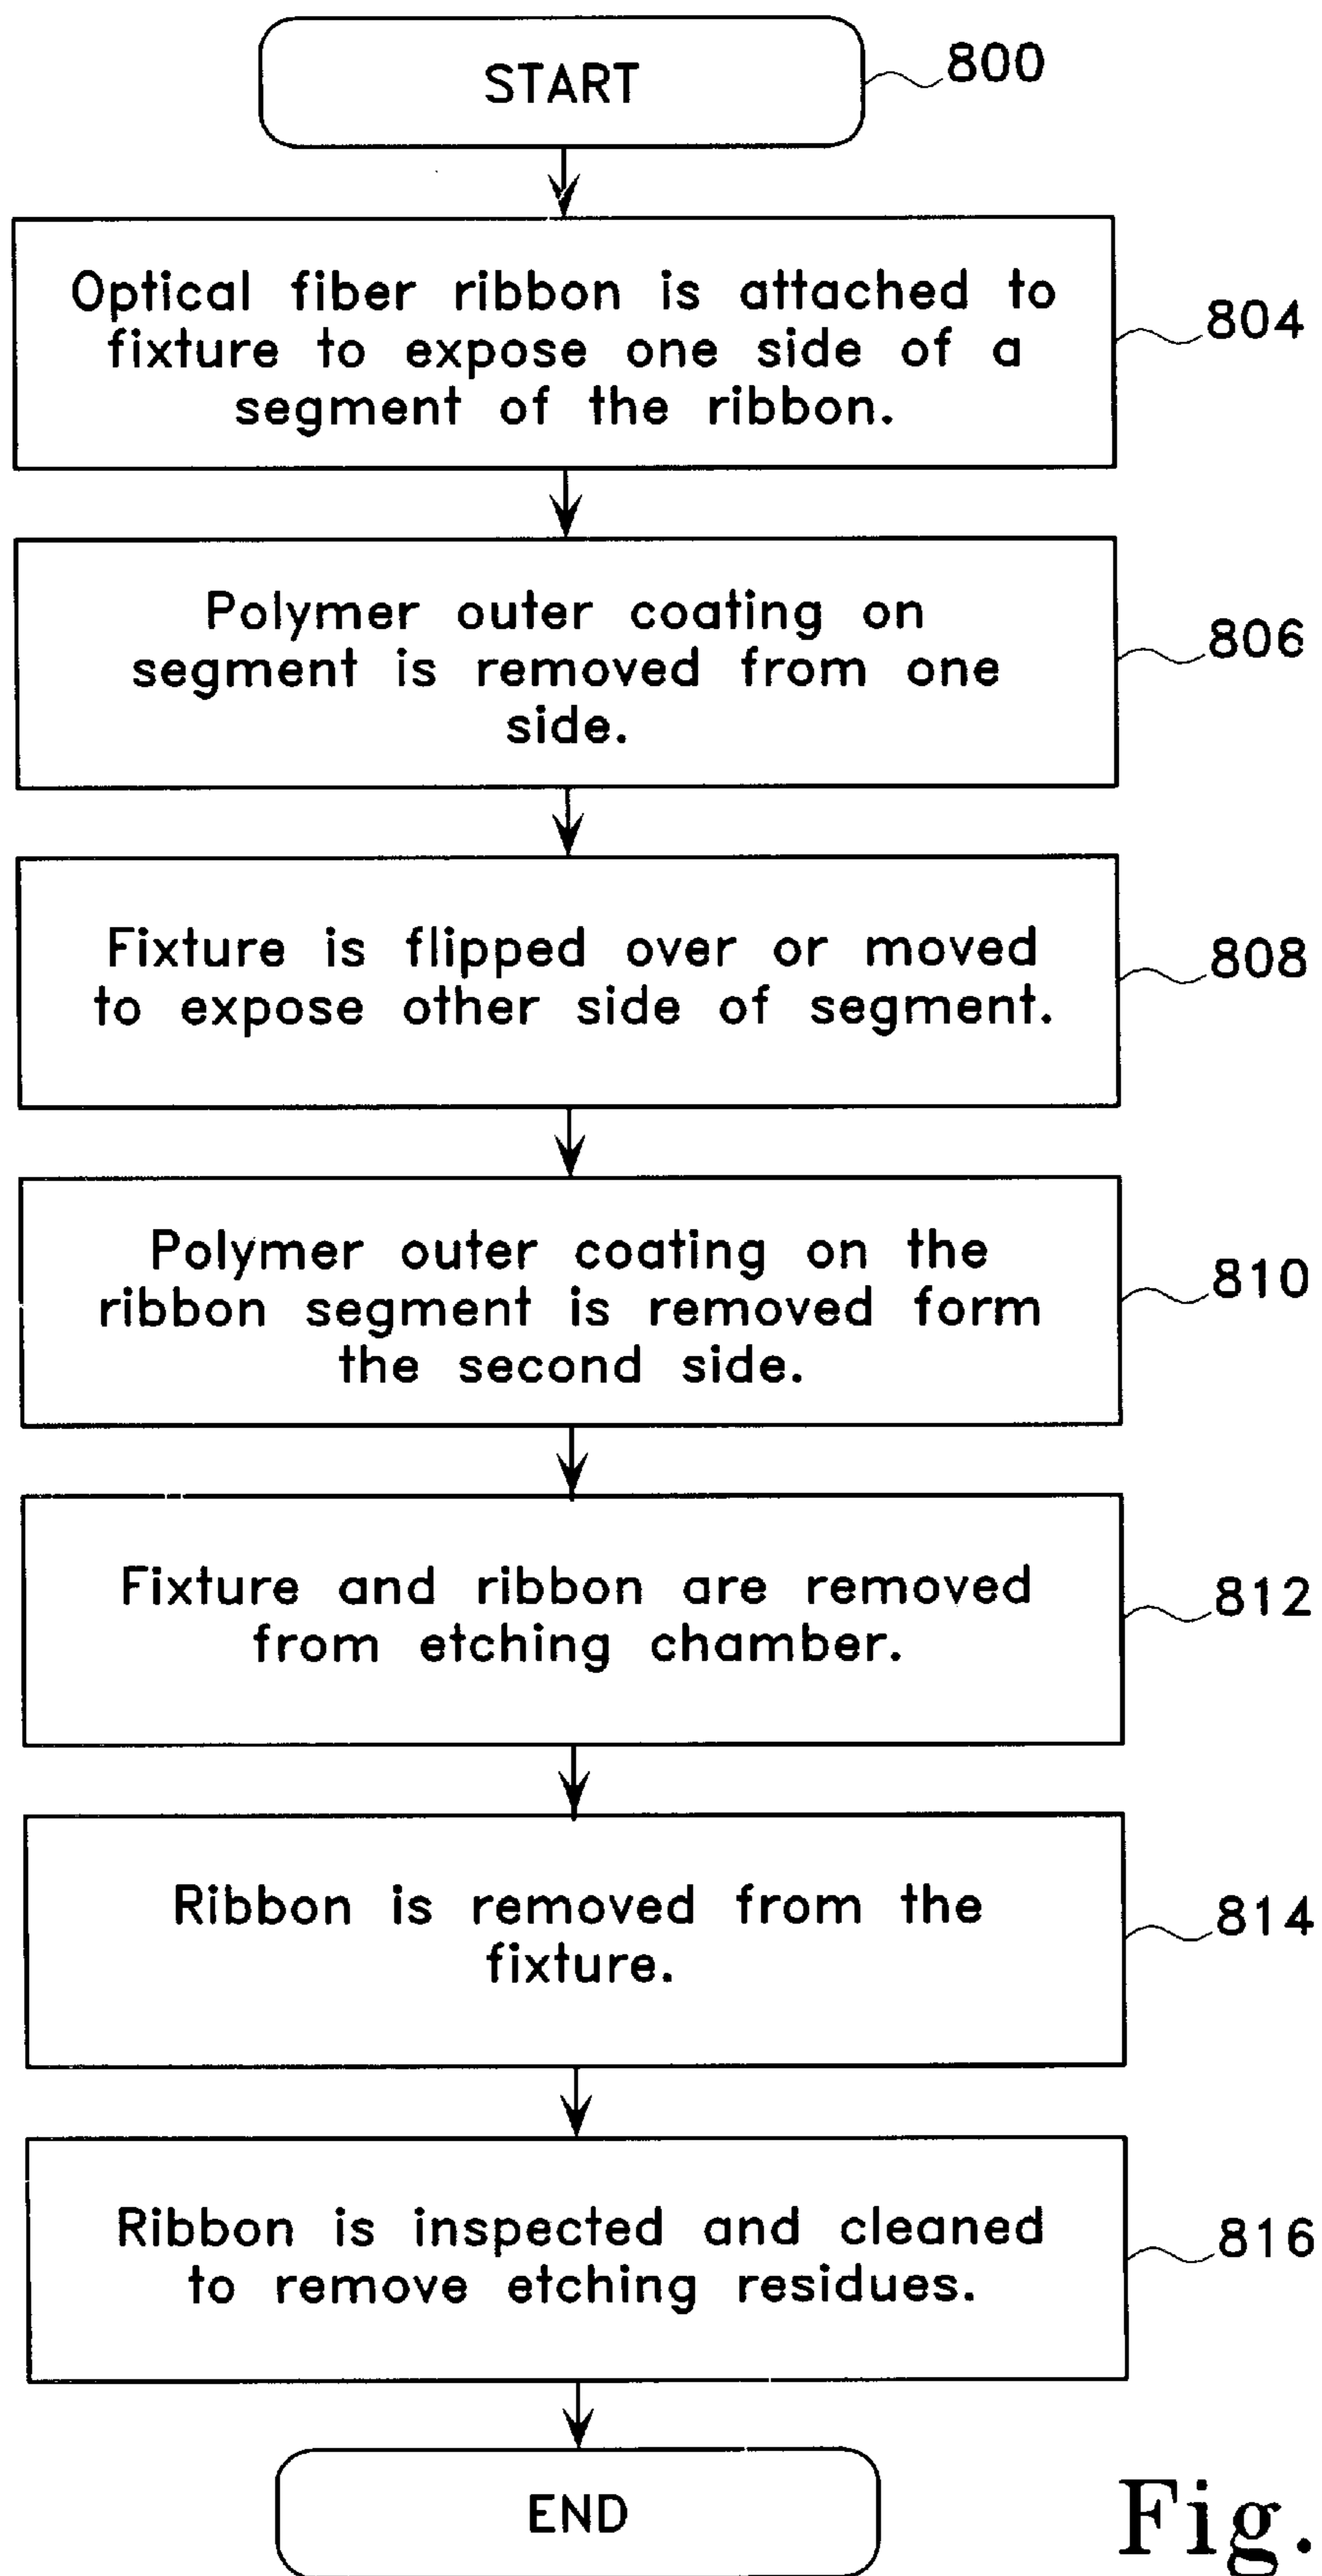 START
800
Optical fiber ribbon is attached to
fixture to expose one side of a
segment of the ribbon.
804
Polymer outer coating on
segment is removed from one
side.
806
Fixture is flipped over or moved
to expose other side of segment.
808
Polymer outer coating on the
ribbon segment is removed form
the second side.
810
Fixture and ribbon are removed
from etching chamber.
812
Ribbon is removed from the
fixture.
814
Ribbon is inspected and cleaned
to remove etching residues.
816
END
Fig.